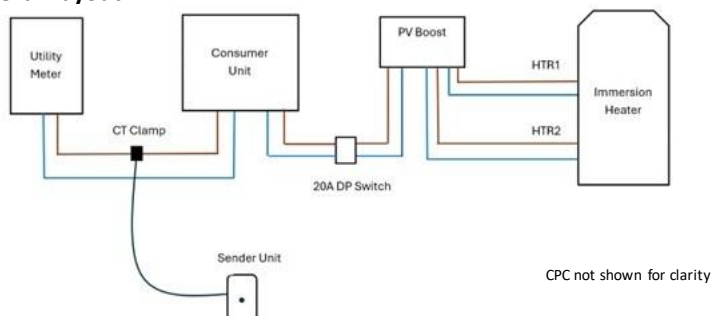 Utility
Meter
Consumer
Unit
PV Boost
HTR1
Immersion
Heater
HTR2
CT Clamp
20A DP Switch
Sender Unit
CPC not shown for clarity